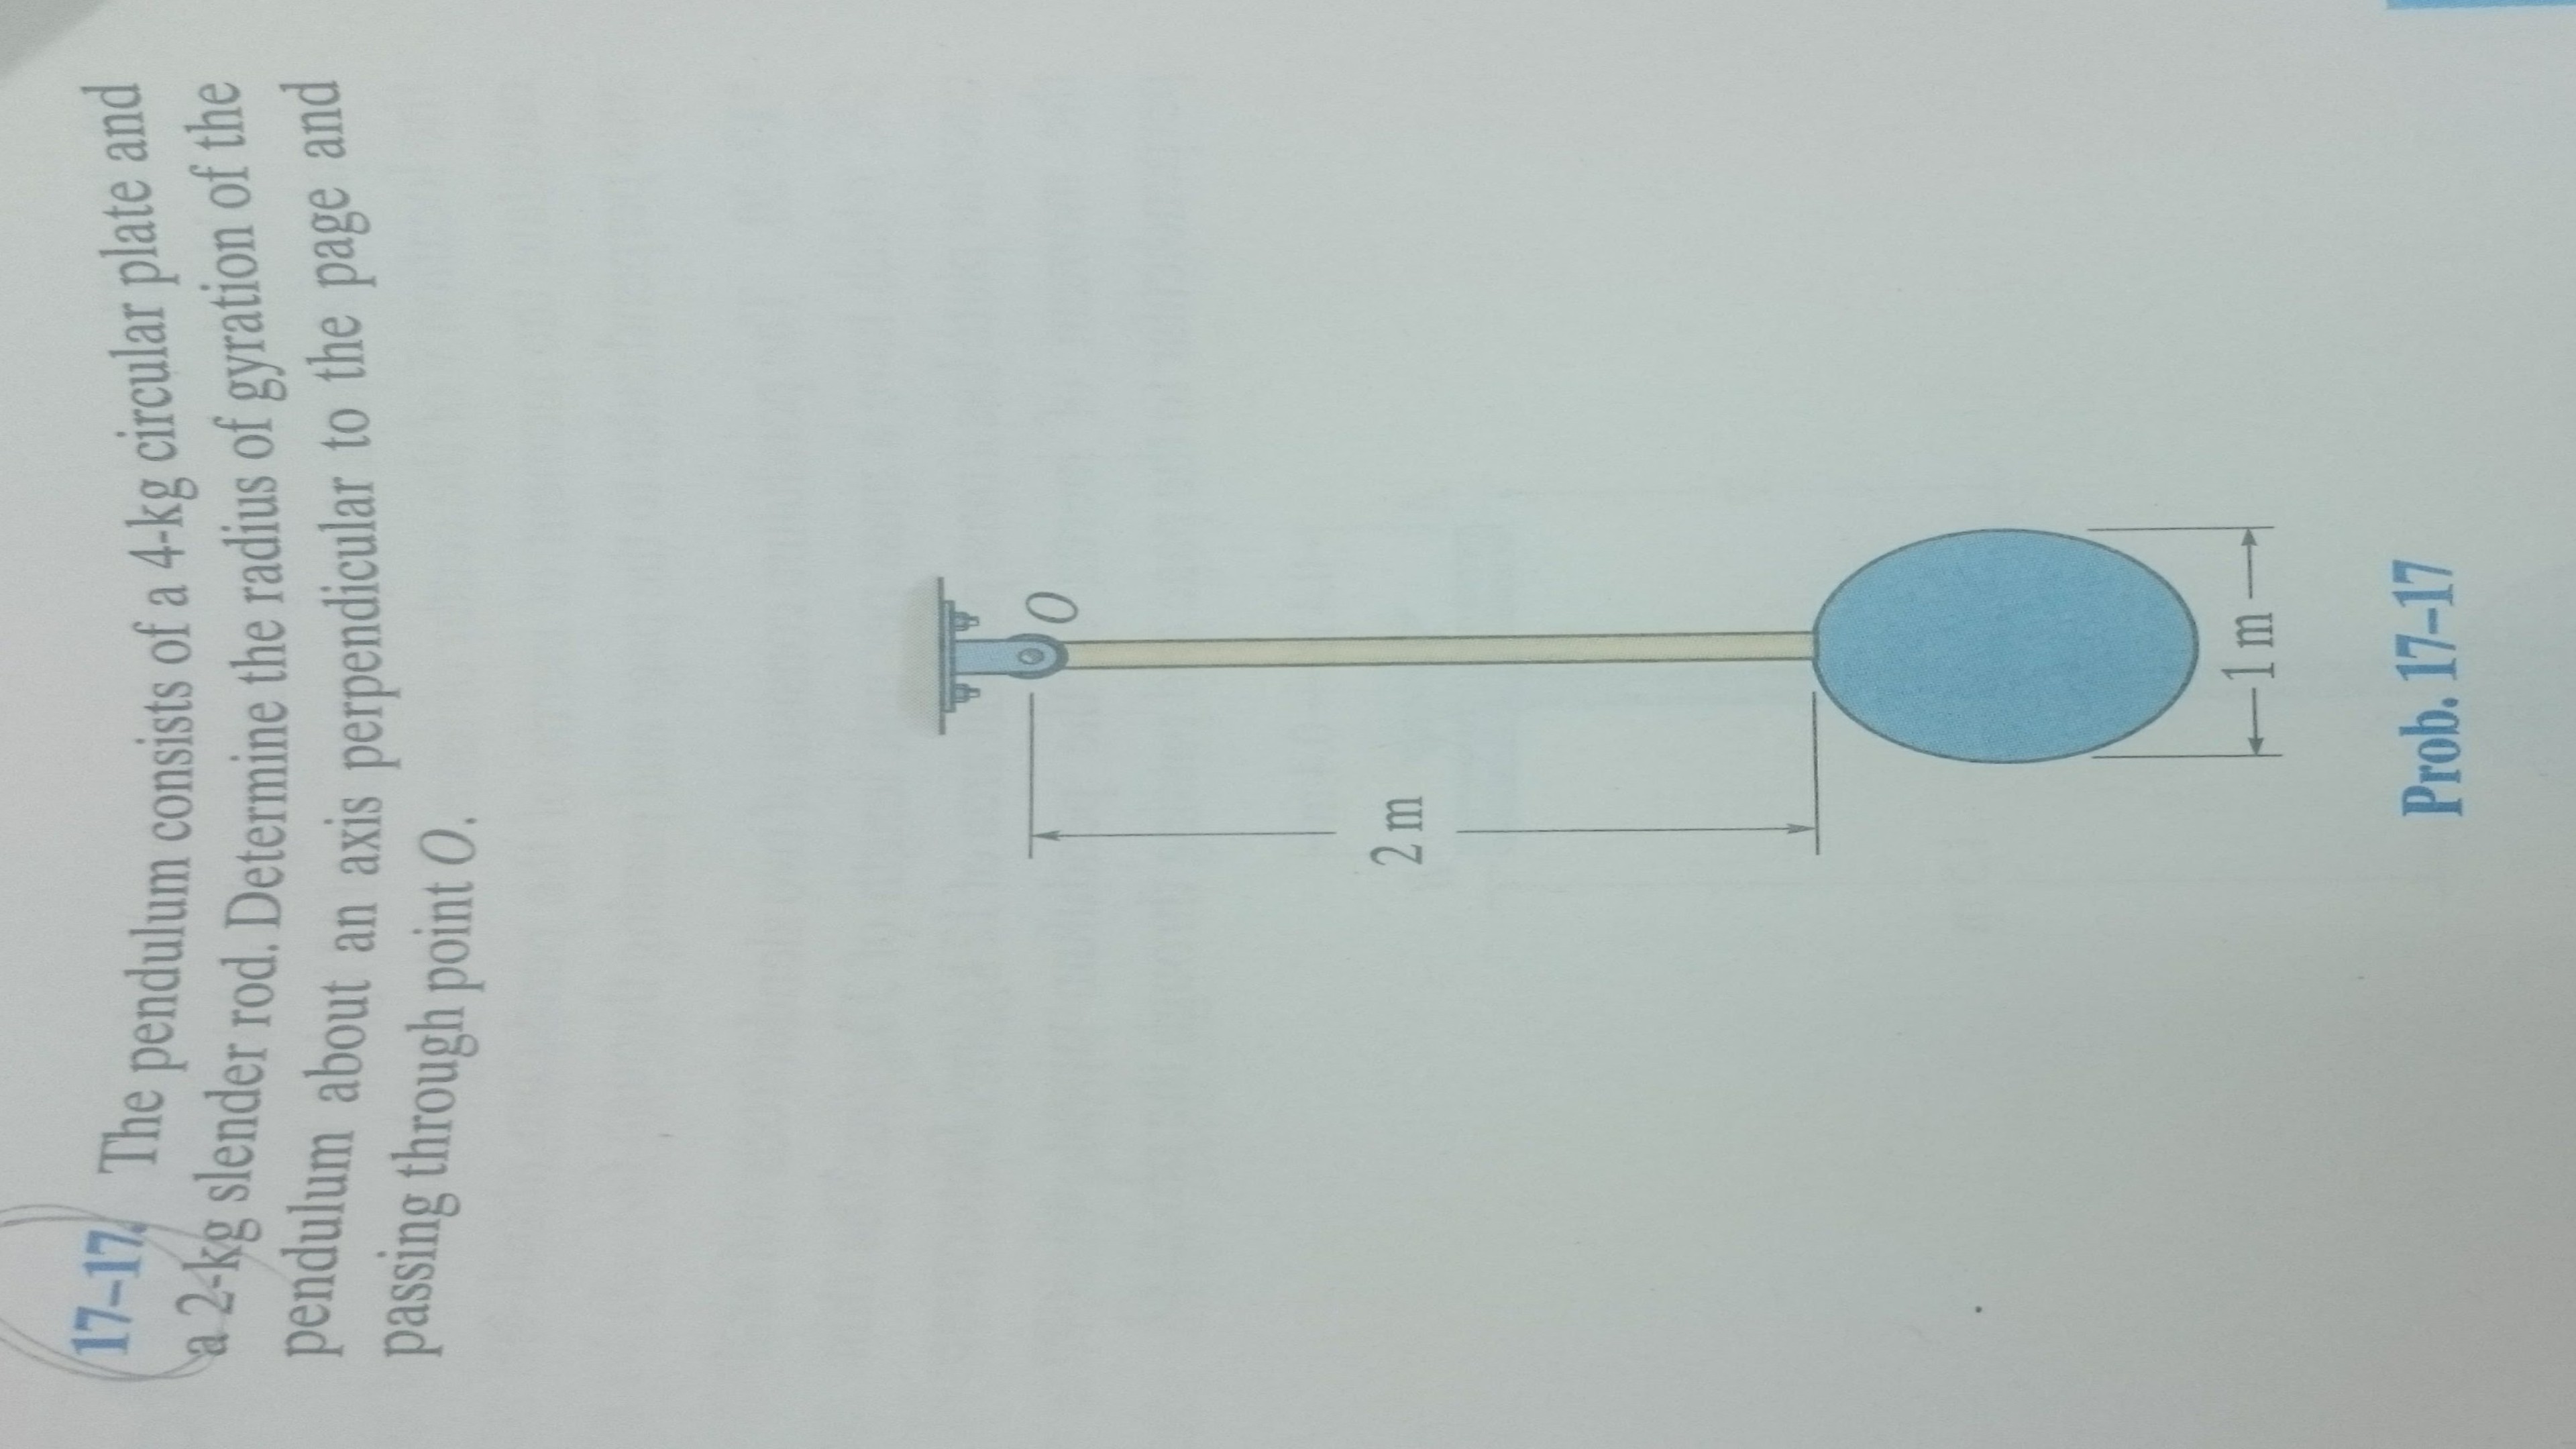 17–17. The pendulum consists of a 4-kg circular plate and
a 2-kg slender rod. Determine the radius of gyration of the
pendulum about an axis perpendicular to the page and
passing through point O.
O
2 m
1 m
Prob. 17–17